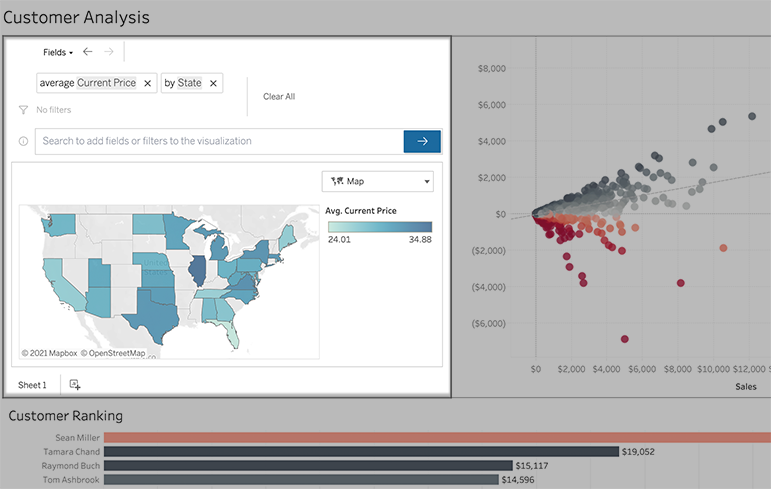 Customer Analysis
Fields
average Current Price
by State
Clear All
No filters
Search to add fields or filters to the visualization
Map
Avg. Current Price
24.01 34.88
United
© 2021 Mapbox © OpenStreetMap
Sheet 1
$8,000
$6,000
$4,000
$2,000
$0
($2,000)
($4,000)
($6,000)
$0 $2,000 $4,000 $6,000 $8,000 $10,000 $12,000
Sales
Customer Ranking
Sean Miller
Tamara Chand $19,052
Raymond Buch $15,117
Tom Ashbrook $14,596